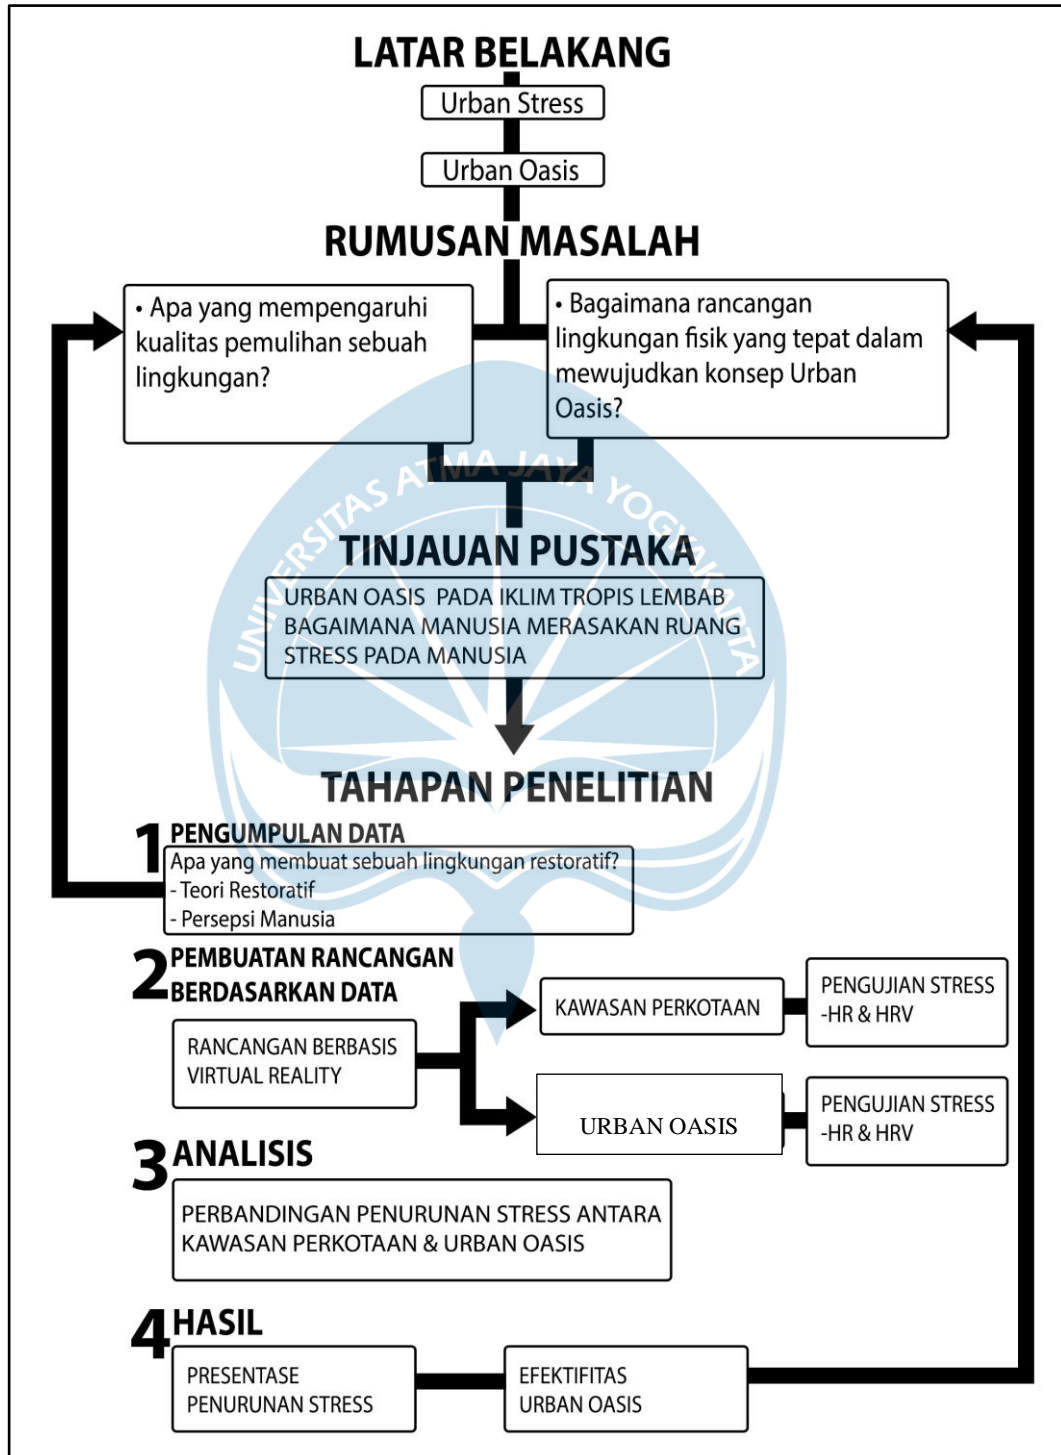 LATAR BELAKANG
Urban Stress
Urban Oasis
RUMUSAN MASALAH
• Apa yang mempengaruhi
kualitas pemulihan sebuah
lingkungan?
• Bagaimana rancangan
lingkungan fisik yang tepat dalam
mewujudkan konsep Urban
Oasis?
UNIVERSITAS ATMA JAYA YOGYAKARTA
TINJAUAN PUSTAKA
URBAN OASIS PADA IKLIM TROPIS LEMBAB
BAGAIMANA MANUSIA MERASAKAN RUANG
STRESS PADA MANUSIA
TAHAPAN PENELITIAN
1 PENGUMPULAN DATA
Apa yang membuat sebuah lingkungan restoratif?
- Teori Restoratif
- Persepsi Manusia
2 PEMBUATAN RANCANGAN
BERDASARKAN DATA
RANCANGAN BERBASIS
VIRTUAL REALITY
KAWASAN PERKOTAAN
PENGUJIAN STRESS
-HR & HRV
URBAN OASIS
PENGUJIAN STRESS
-HR & HRV
3 ANALISIS
PERBANDINGAN PENURUNAN STRESS ANTARA
KAWASAN PERKOTAAN & URBAN OASIS
4 HASIL
PRESENTASE
PENURUNAN STRESS
EFEKTIFITAS
URBAN OASIS